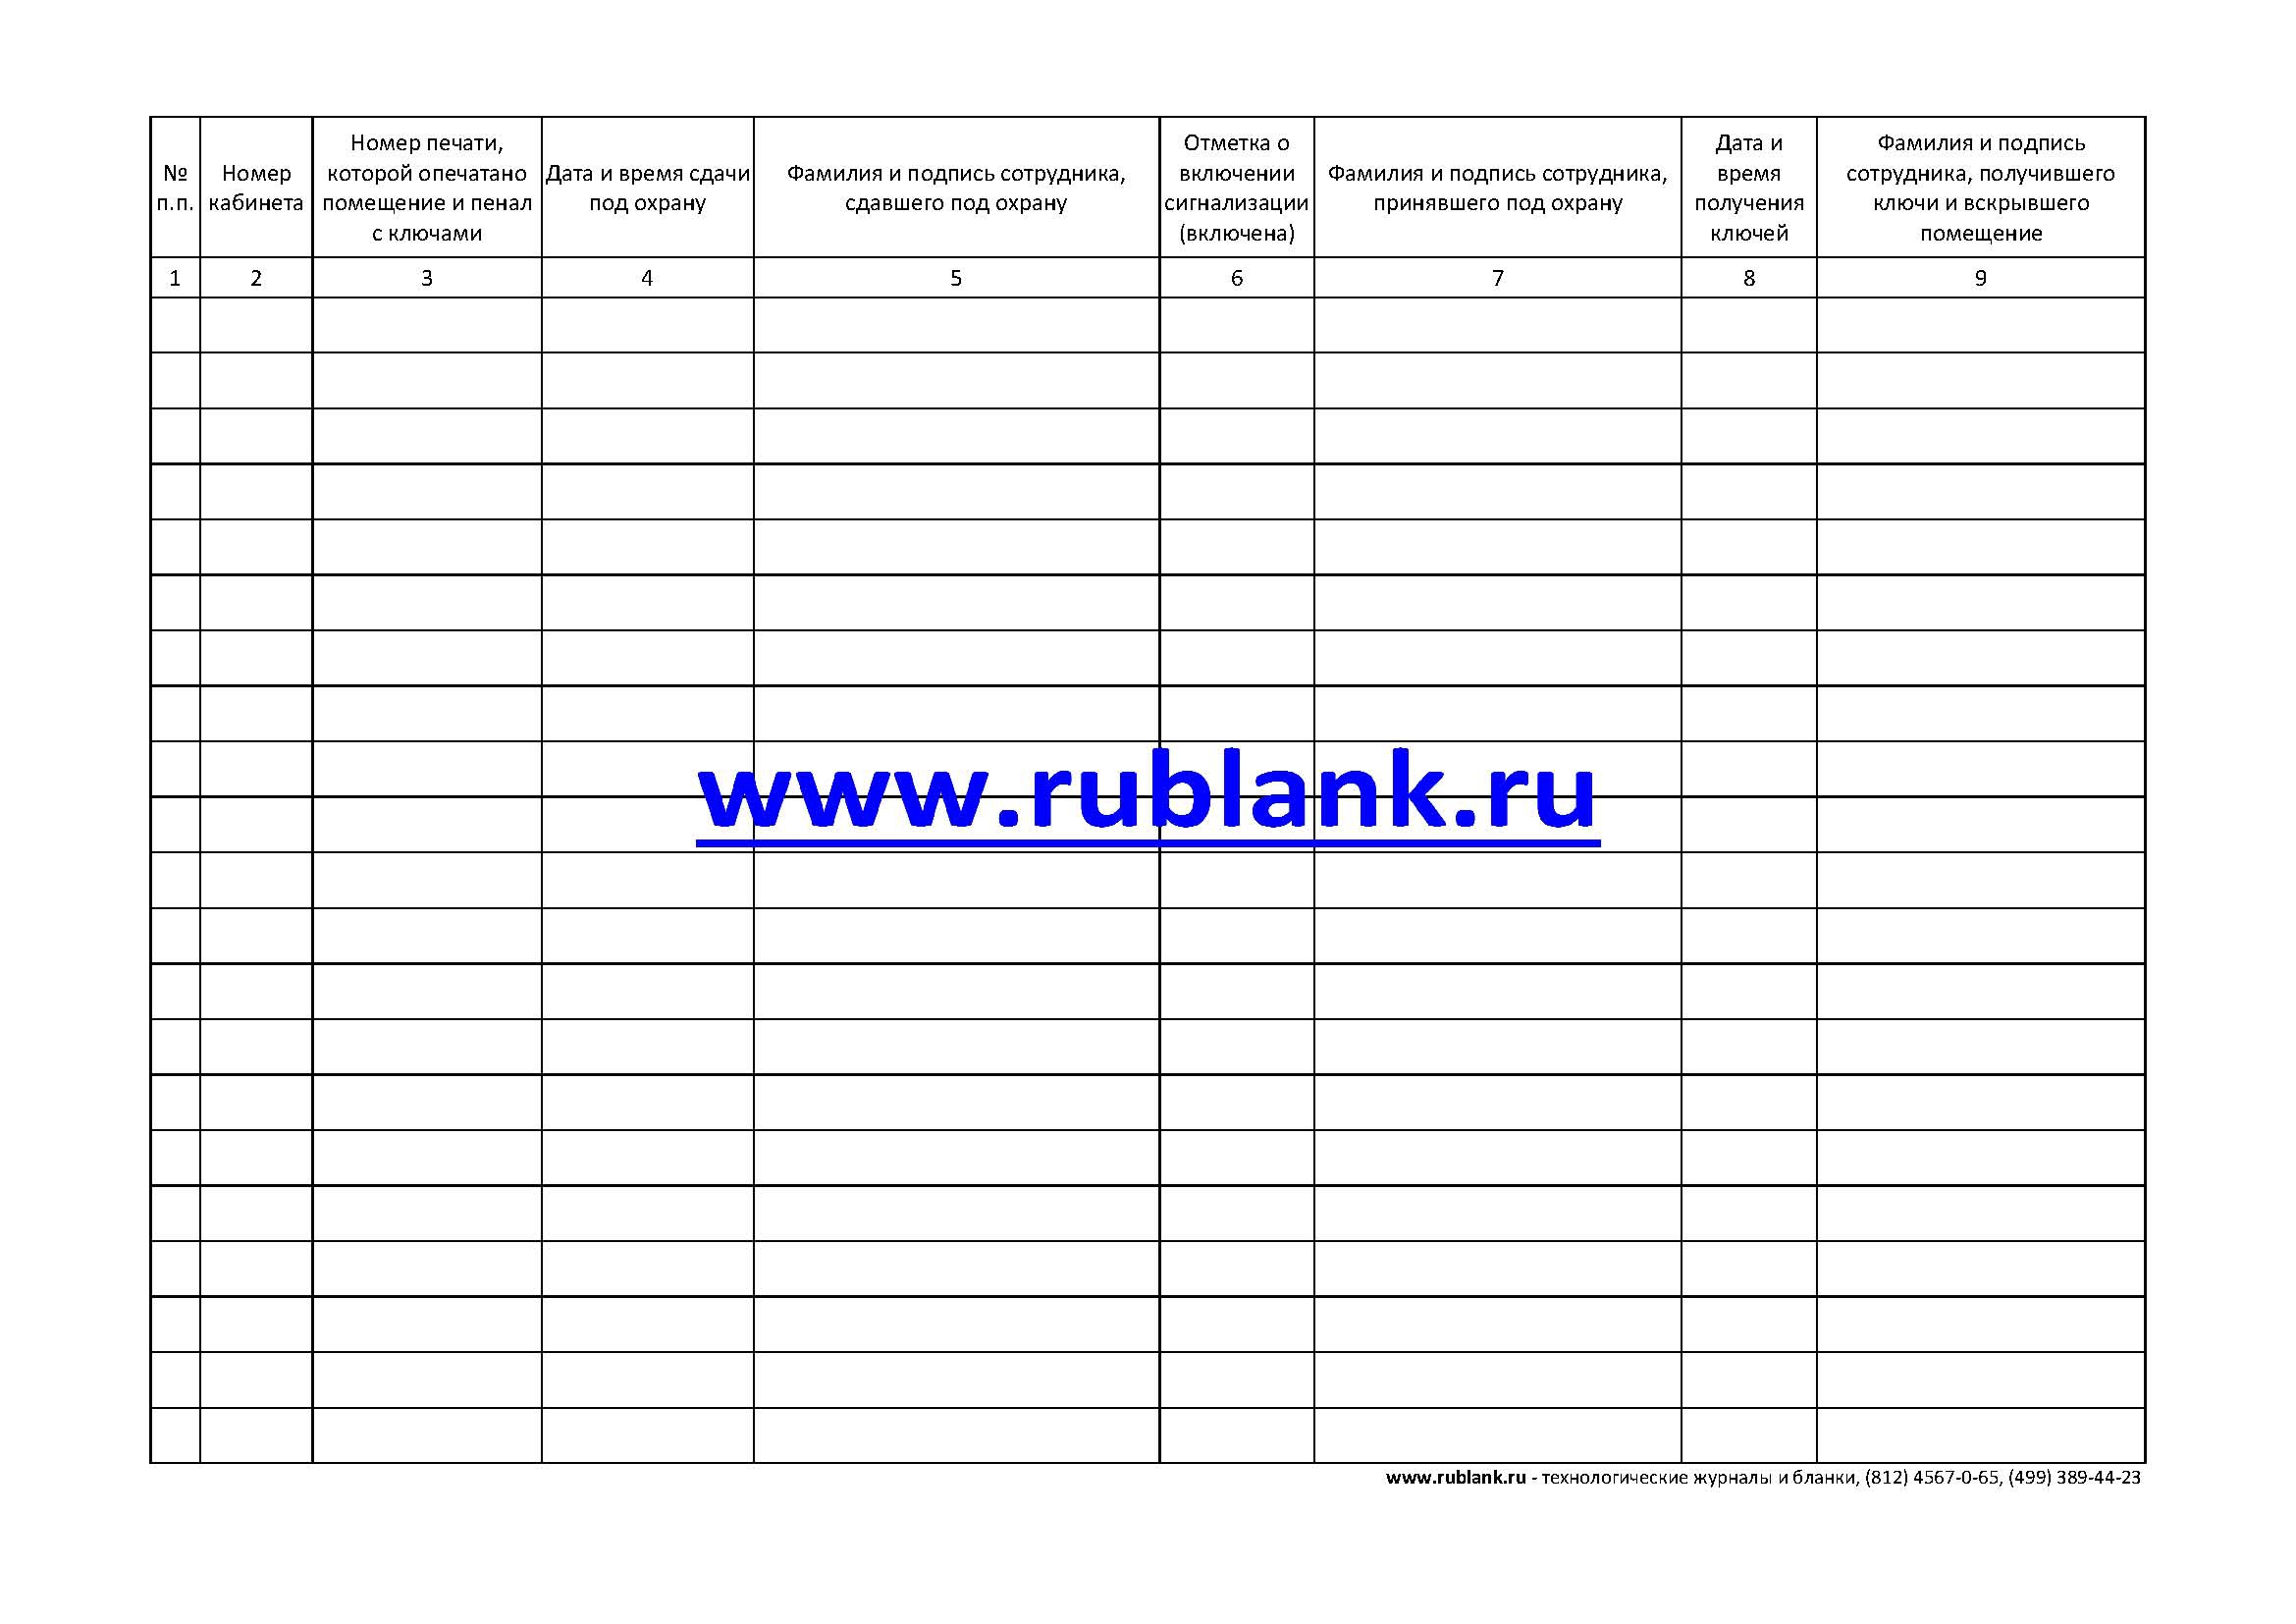 №
п.п.
Номер
кабинета
Номер печати,
которой опечатано
помещение и пенал
с ключами
Дата и время сдачи
под охрану
Фамилия и подпись сотрудника,
сдавшего под охрану
Отметка о
включении
сигнализации
(включена)
Фамилия и подпись сотрудника,
принявшего под охрану
Дата и
время
получения
ключей
Фамилия и подпись
сотрудника, получившего
ключи и вскрывшего
помещение
1 2 3 4 5 6 7 8 9
www.rublank.ru
www.rublank.ru - технологические журналы и бланки, (812) 4567-0-65, (499) 389-44-23